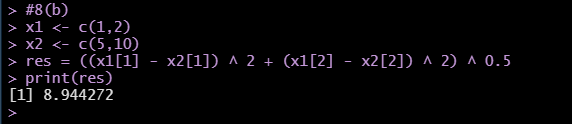 > #8(b)
> x1 <- c(1,2)
> x2 <- c(5,10)
> res = ((x1[1] - x2[1]) ^ 2 + (x1[2] - x2[2]) ^ 2) ^ 0.5
> print(res)
[1] 8.944272
>